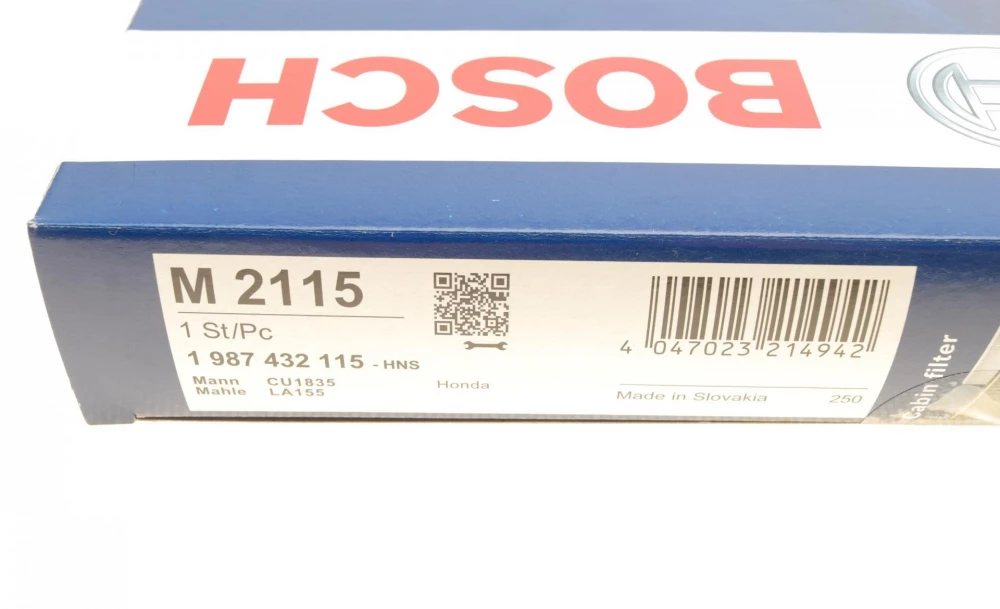 BOSCH
M 2115
1 St/Pc
1 987 432 115 - HNS
Mann CU1835
Mahle LA155
Honda
4 047023 214942
Made in Slovakia 250
Cabin filter